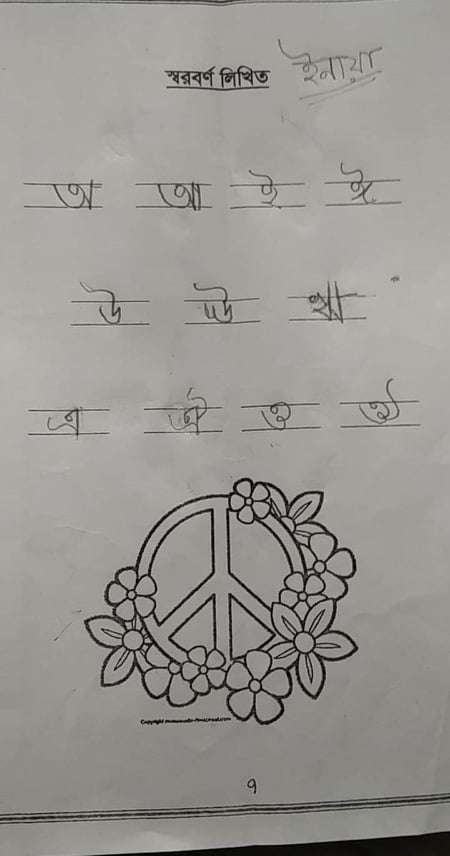 স্বরবর্ণ লিখিত ইনায়া
অ আ ই ঈ
উ ঊ ঋ
এ ঐ ও ঔ
৭